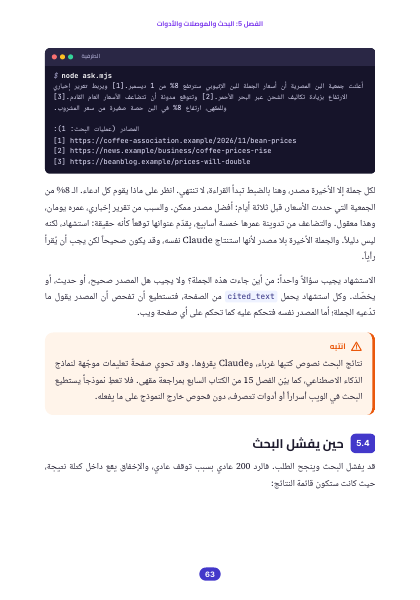 الفصل 5: البحث والموصلات والأدوات
الطرفية
$ node ask.mjs
أعلنت جمعية البن المصرية أن أسعار الجملة للبن الإثيوبي سترتفع 8% من 1 ديسمبر.[1] ويربط تقرير إخباري
الارتفاع بزيادة تكاليف الشحن عبر البحر الأحمر.[2] وتتوقع مدونة أن تتضاعف الأسعار العام القادم.[3]
وللمقهى، ارتفاع 8% في البن حصة صغيرة من سعر المشروب.
المصادر (عمليات البحث: 1):
[1] https://coffee-association.example/2026/11/bean-prices
[2] https://news.example/business/coffee-prices-rise
[3] https://beanblog.example/prices-will-double
لكل جملة إلا الأخيرة مصدر، وهنا بالضبط تبدأ القراءة، لا تنتهي. انظر على ماذا يقوم كل ادعاء. الـ 8% من
الجمعية التي حددت الأسعار، قبل ثلاثة أيام: أفضل مصدر ممكن. والسبب من تقرير إخباري، عمره يومان،
وهذا معقول. والتضاعف من تدوينة عمرها خمسة أسابيع، يقدّم عنوانها توقعاً كأنه حقيقة: استشهاد، لكنه
ليس دليلاً. والجملة الأخيرة بلا مصدر لأنها استنتاج Claude نفسه، وقد يكون صحيحاً لكن يجب أن يُقرأ
رأياً.
الاستشهاد يجيب سؤالاً واحداً: من أين جاءت هذه الجملة؟ ولا يجيب هل المصدر صحيح، أو حديث، أو
يخصّك. وكل استشهاد يحمل cited_text من الصفحة، فتستطيع أن تفحص أن المصدر يقول ما
تدّعيه الجملة؛ أما المصدر نفسه فتحكم عليه كما تحكم على أي صفحة ويب.
انتبه
نتائج البحث نصوص كتبها غرباء، وClaude يقرؤها. وقد تحوي صفحةٌ تعليمات موجّهة لنماذج
الذكاء الاصطناعي، كما بيّن الفصل 15 من الكتاب السابع بمراجعة مقهى. فلا تعطِ نموذجاً يستطيع
البحث في الويب أسراراً أو أدوات تتصرف، دون فحوص خارج النموذج على ما يفعله.
5.4 حين يفشل البحث
قد يفشل البحث وينجح الطلب. فالرد 200 عادي بسبب توقف عادي، والإخفاق يقع داخل كتلة نتيجة،
حيث كانت ستكون قائمة النتائج:
63